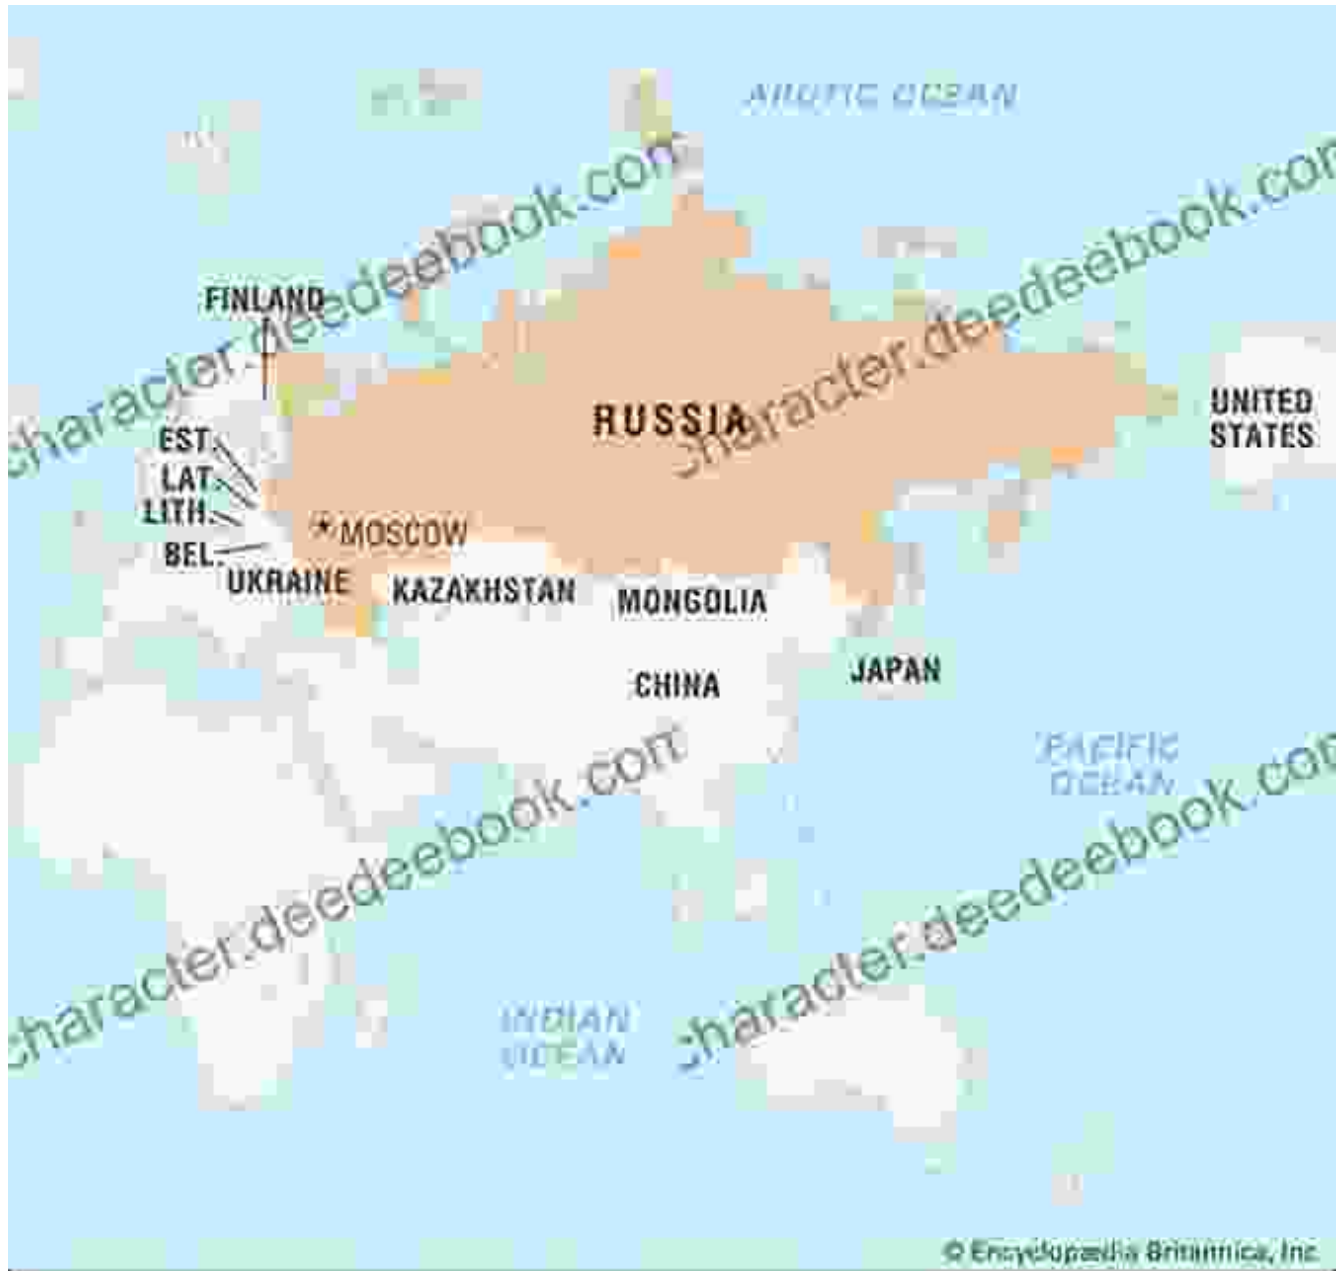 ARCTIC OCEAN
character.deedeebook.com
character.deedeebook.com
FINLAND
RUSSIA
UNITED
STATES
EST.
LAT.
LITH.
BEL.
MOSCOW
UKRAINE
KAZAKHSTAN
MONGOLIA
CHINA
JAPAN
PACIFIC
OCEAN
character.deedeebook.com
character.deedeebook.com
INDIAN
OCEAN
© Encyclopædia Britannica, Inc.